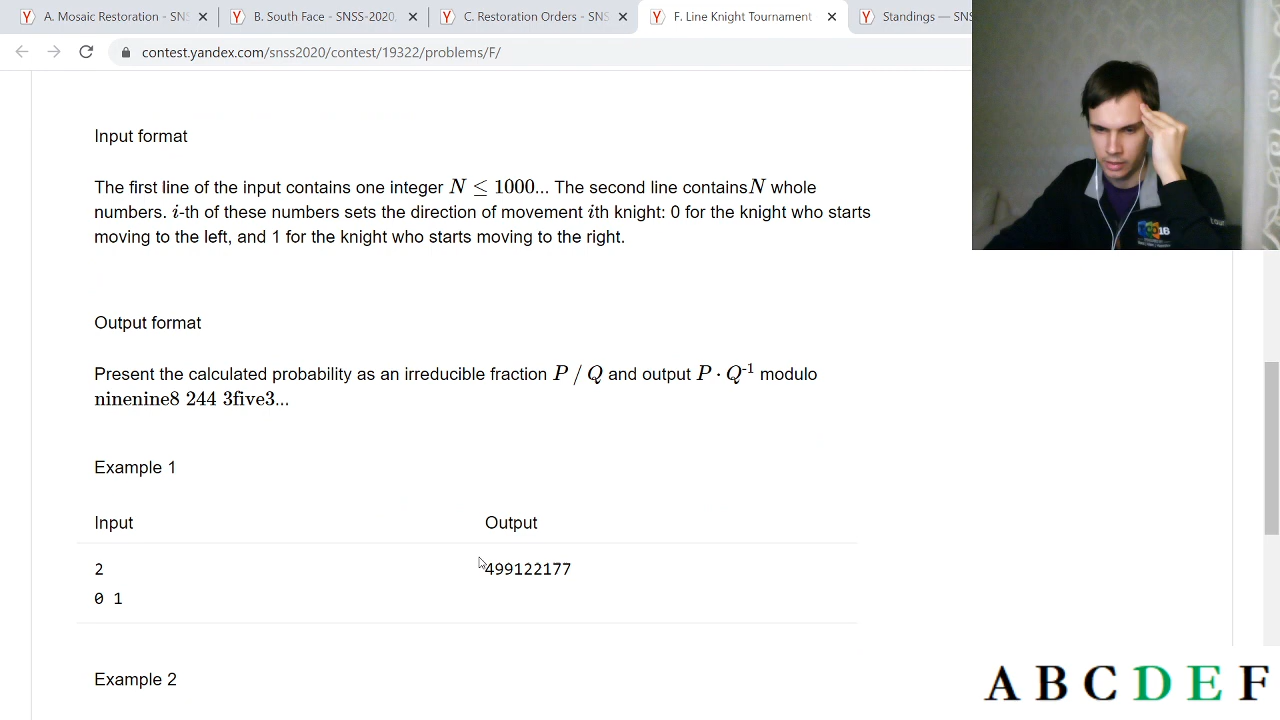 A. Mosaic Restoration - SNS
B. South Face - SNSS-2020,
Restoration Orders - SNS
F. Line Knight Tournament
Standings — SNS
contest.yandex.com/snss2020/contest/19322/problems/F/
Input format
The first line of the input contains one integer N ≤ 1000... The second line contains N whole
numbers. i-th of these numbers sets the direction of movement ith knight: 0 for the knight who starts
moving to the left, and 1 for the knight who starts moving to the right.
Output format
Present the calculated probability as an irreducible fraction P / Q and output P · Q⁻¹ modulo
ninenine8 244 3five3...
Example 1
Input Output
2 499122177
0 1
Example 2
A B C D E F